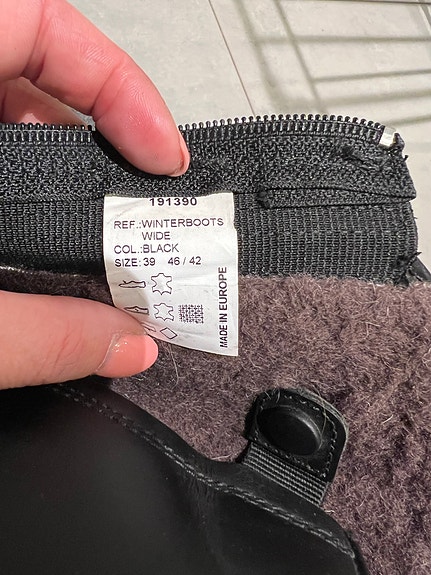 191390
REF.:WINTERBOOTS
WIDE
COL.:BLACK
SIZE: 39 46 / 42
MADE IN EUROPE